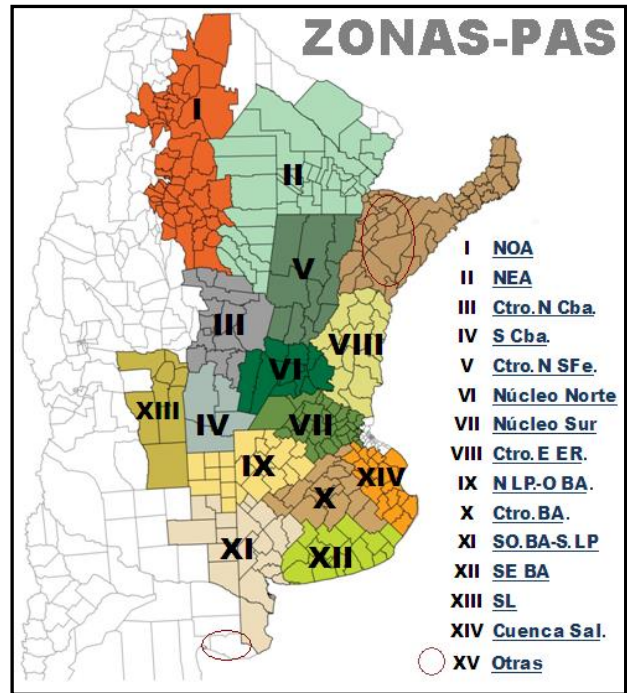 ZONAS-PAS
I
II
V
III
VIII
VI
XIII
IV
VII
IX
XIV
X
XI
XII
I NOA
II NEA
III Ctro.N Cba.
IV S Cba.
V Ctro.N SFe.
VI Núcleo Norte
VII Núcleo Sur
VIII Ctro.E ER.
IX N LP.-O BA.
X Ctro.BA.
XI SO.BA-S.LP
XII SE BA
XIII SL
XIV Cuenca Sal.
XV Otras